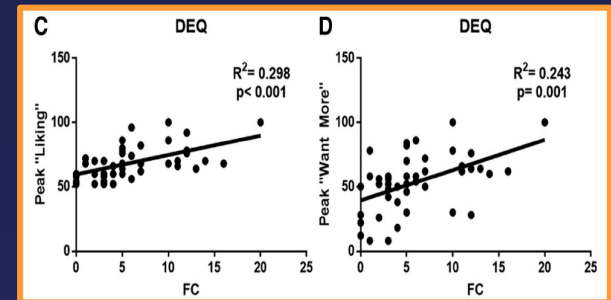 C
DEQ
150
R²= 0.298
p< 0.001
100
50
0
Peak "Liking"
0 5 10 15 20 25
FC
D
DEQ
150
R²= 0.243
p= 0.001
100
50
0
Peak "Want More"
0 5 10 15 20 25
FC